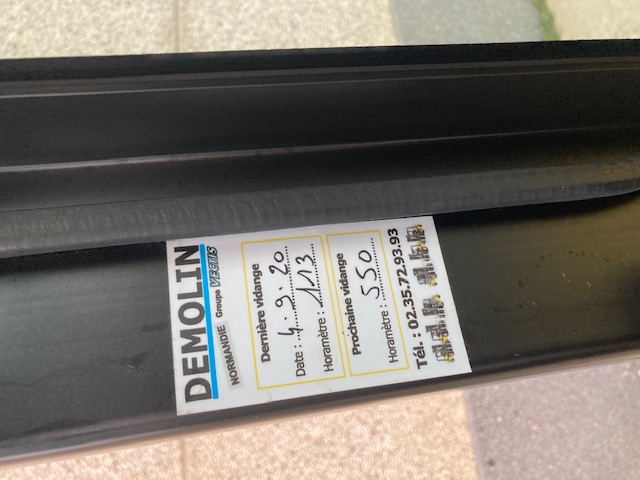 DEMOLIN
NORMANDIE Groupe VECTIS
Dernière vidange
Date : 4.9.20
Horamètre : 113
Prochaine vidange
Horamètre : 550
Tél. : 02.35.72.93.93